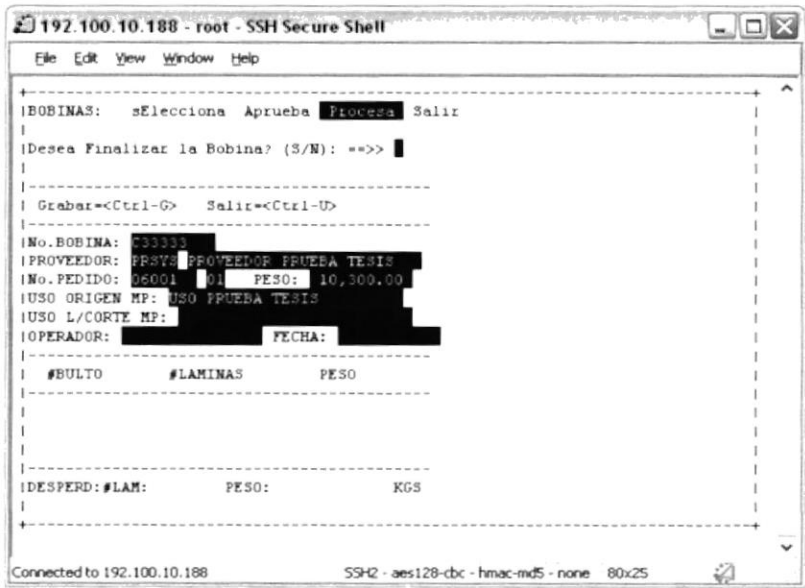 192.100.10.188 - root - SSH Secure Shell
File Edit View Window Help
BOBINAS: sElecciona Aprueba Procesa Salir
Desea Finalizar la Bobina? (S/N): ==>>
Grabar=<Ctrl-G> Salir=<Ctrl-U>
No.BOBINA: C33333
PROVEEDOR: PRSYS PROVEEDOR PRUEBA TESIS
No.PEDIDO: 06001 01 PESO: 10,300.00
USO ORIGEN MP: USO PRUEBA TESIS
USO L/CORTE MP:
OPERADOR: FECHA:
#BULTO #LAMINAS PESO
DESPERD:#LAM: PESO: KGS
Connected to 192.100.10.188 SSH2 - aes128-cbc - hmac-md5 - none 80x25